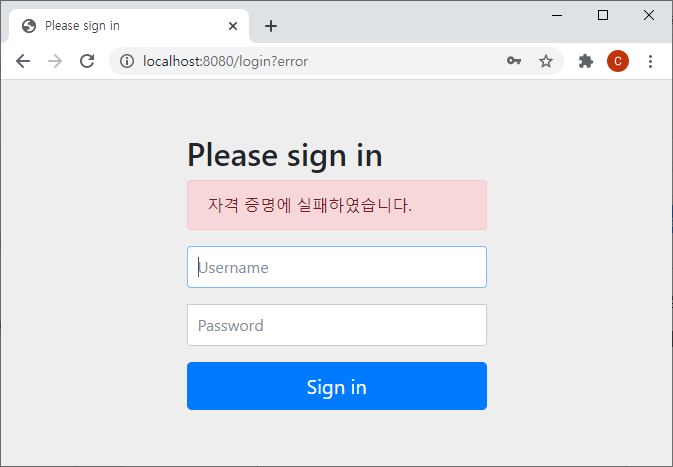 Please sign in
localhost:8080/login?error
C
Please sign in
자격 증명에 실패하였습니다.
Username
Password
Sign in